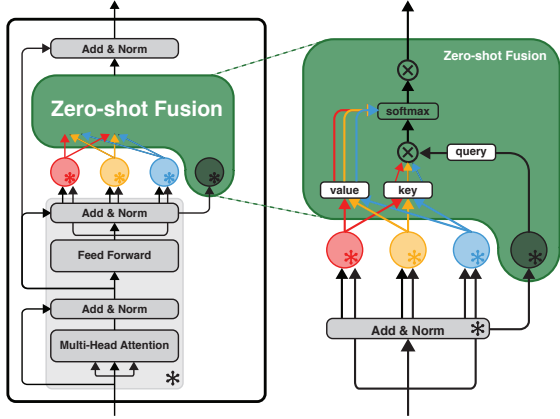 Add & Norm
Zero-shot Fusion
Add & Norm
Feed Forward
Add & Norm
Multi-Head Attention
Zero-shot Fusion
softmax
query
value
key
Add & Norm